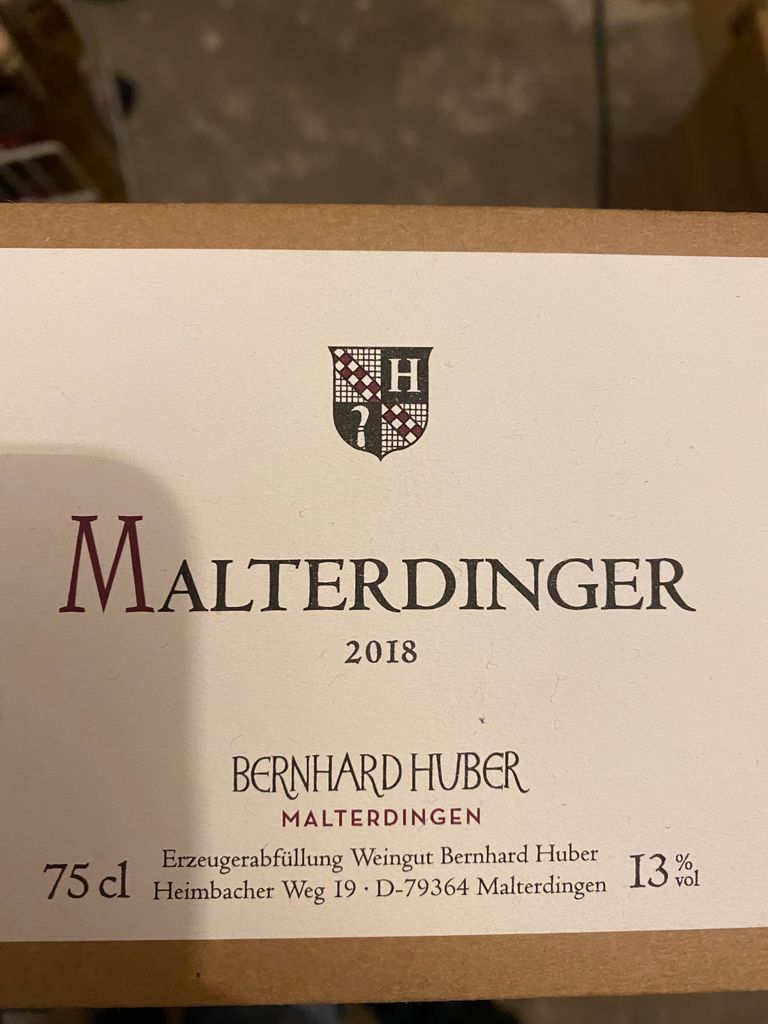 H
MALTERDINGER
2018
BERNHARD HUBER
MALTERDINGEN
75 cl
Erzeugerabfüllung Weingut Bernhard Huber
Heimbacher Weg 19 · D-79364 Malterdingen
13 % vol